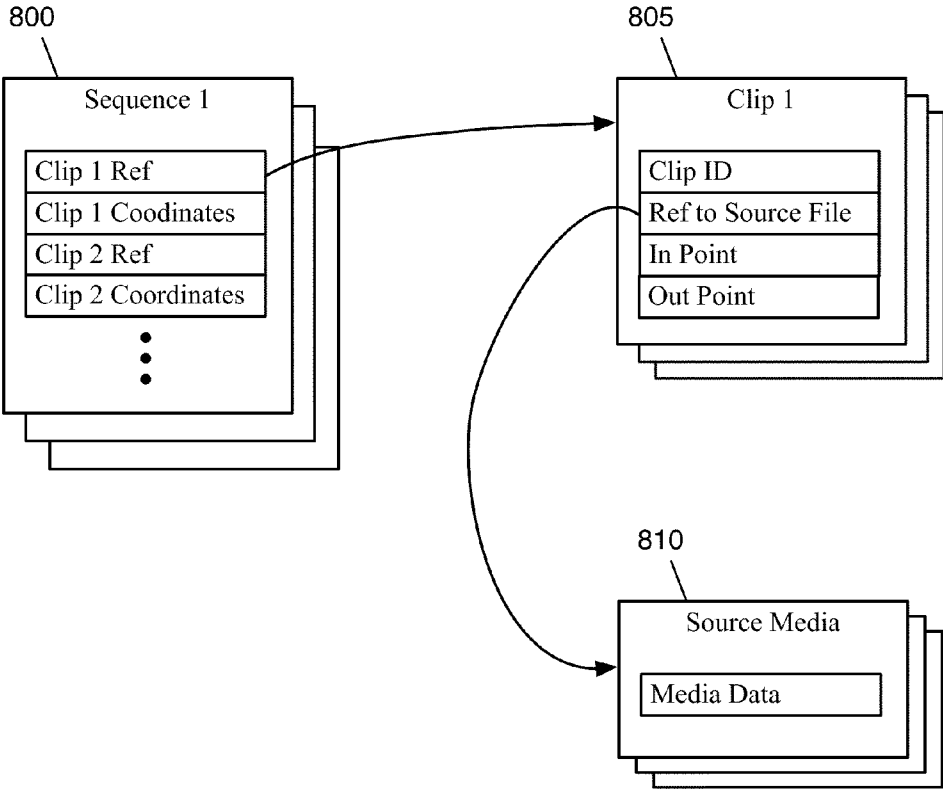 800
Sequence 1
Clip 1 Ref
Clip 1 Coodinates
Clip 2 Ref
Clip 2 Coordinates
805
Clip 1
Clip ID
Ref to Source File
In Point
Out Point
810
Source Media
Media Data